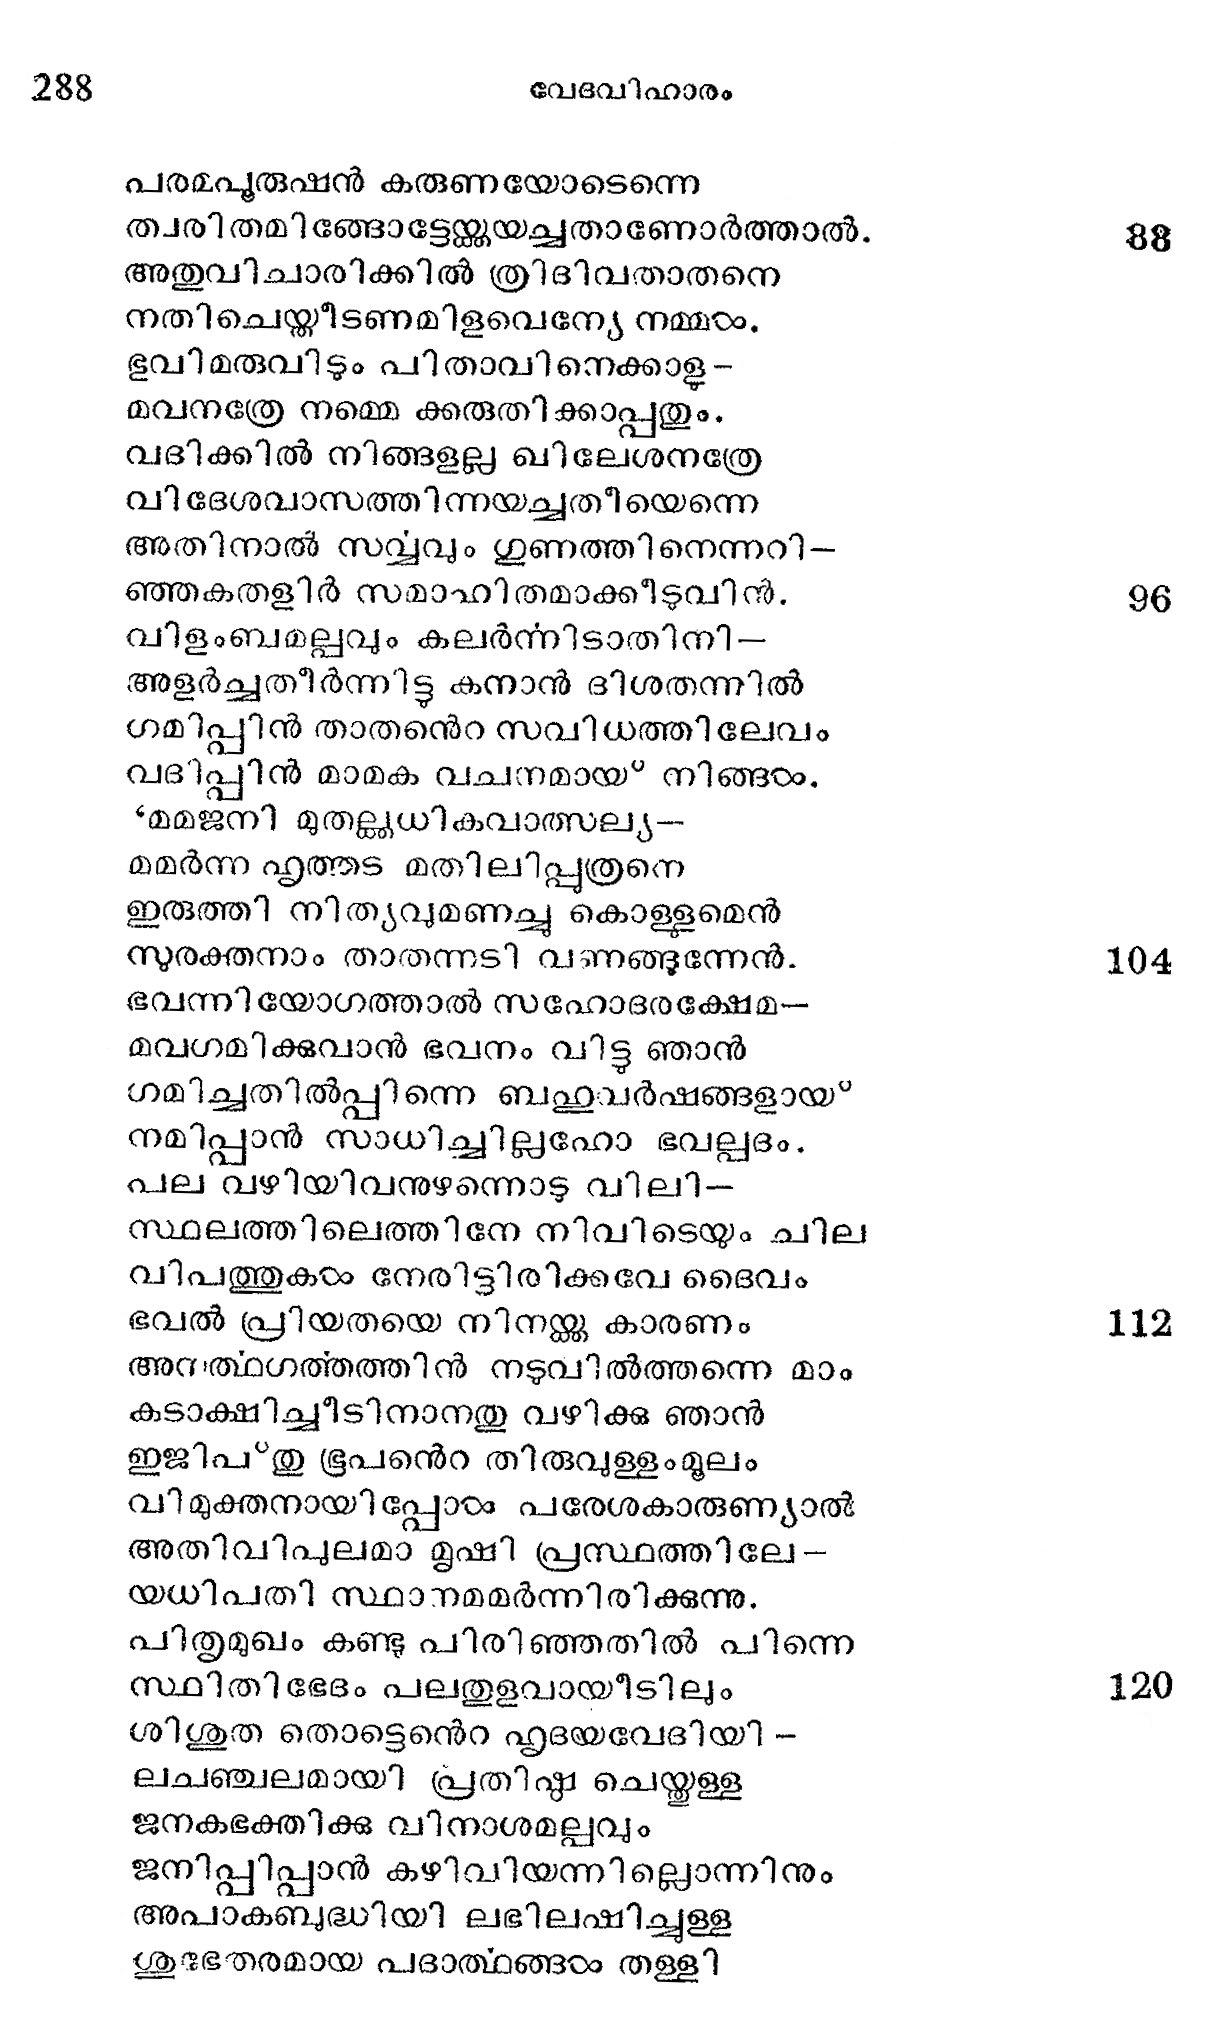 288 വേദവിഹാരം
പരമപൂരുഷൻ കരുണയോടെന്നെ
ത്വരിതമിങ്ങോട്ടേയ്ക്കയച്ചതാണോർത്താൽ. 88
അതുവിചാരിക്കിൽ ത്രിദിവതാതനെ
നതിചെയ്തീടണമിളവെന്യേ നമ്മൾ.
ഭുവിമരുവിടും പിതാവിനെക്കാളു-
മവനത്രേ നമ്മെ ക്കരുതിക്കാപ്പതും.
വദിക്കിൽ നിങ്ങളല്ല ഖിലേശനത്രേ
വിദേശവാസത്തിന്നയച്ചതീയെന്നെ
അതിനാൽ സർവ്വവും ഗുണത്തിനെന്നറി-
ഞ്ഞകതളിർ സമാഹിതമാക്കീടുവിൻ. 96
വിളംബമല്പവും കലർന്നിടാതിനി-
അളർച്ചതീർന്നിട്ടു കനാൻ ദിശതന്നിൽ
ഗമിപ്പിൻ താതൻെറ സവിധത്തിലേവം
വദിപ്പിൻ മാമക വചനമായ് നിങ്ങൾ.
‘മമജനി മുതല്ക്കധികവാത്സല്യ-
മമർന്ന ഹൃത്തട മതിലിപ്പുത്രനെ
ഇരുത്തി നിത്യവുമണച്ചു കൊള്ളുമെൻ
സുരക്തനാം താതന്നടി വണങ്ങുന്നേൻ. 104
ഭവന്നിയോഗത്താൽ സഹോദരക്ഷേമ-
മവഗമിക്കുവാൻ ഭവനം വിട്ടു ഞാൻ
ഗമിച്ചതിൽപ്പിന്നെ ബഹുവർഷങ്ങളായ്
നമിപ്പാൻ സാധിച്ചില്ലഹോ ഭവല്പദം.
പല വഴിയിവനുഴന്നൊടു വിലി-
സ്ഥലത്തിലെത്തിനേ നിവിടെയും ചില
വിപത്തുകൾ നേരിട്ടിരിക്കവേ ദൈവം
ഭവൽ പ്രിയതയെ നിനയ്ക്ക കാരണം 112
അനർത്ഥഗർത്തത്തിൻ നടുവിൽത്തന്നെ മാം
കടാക്ഷിച്ചീടിനാനതു വഴിക്കു ഞാൻ
ഇജിപ്തു ഭൂപൻെറ തിരുവുള്ളംമൂലം
വിമുക്തനായിപ്പോൾ പരേശകാരുണ്യാൽ
അതിവിപുലമാ മൃഷി പ്രസ്ഥത്തിലേ-
യധിപതി സ്ഥാനമമർന്നിരിക്കുന്നു.
പിതൃമുഖം കണ്ടു പിരിഞ്ഞതിൽ പിന്നെ
സ്ഥിതിഭേദം പലതുളവായീടിലും 120
ശിശുത തൊട്ടെൻെറ ഹൃദയവേദിയി-
ലചഞ്ചലമായി പ്രതിഷ്ഠ ചെയ്തുള്ള
ജനകഭക്തിക്കു വിനാശമല്പവും
ജനിപ്പിപ്പാൻ കഴിവിയന്നില്ലൊന്നിനും
അപാകബുദ്ധിയി ലഭിലഷിച്ചുള്ള
ശുഭേതരമായ പദാർത്ഥങ്ങൾ തള്ളി